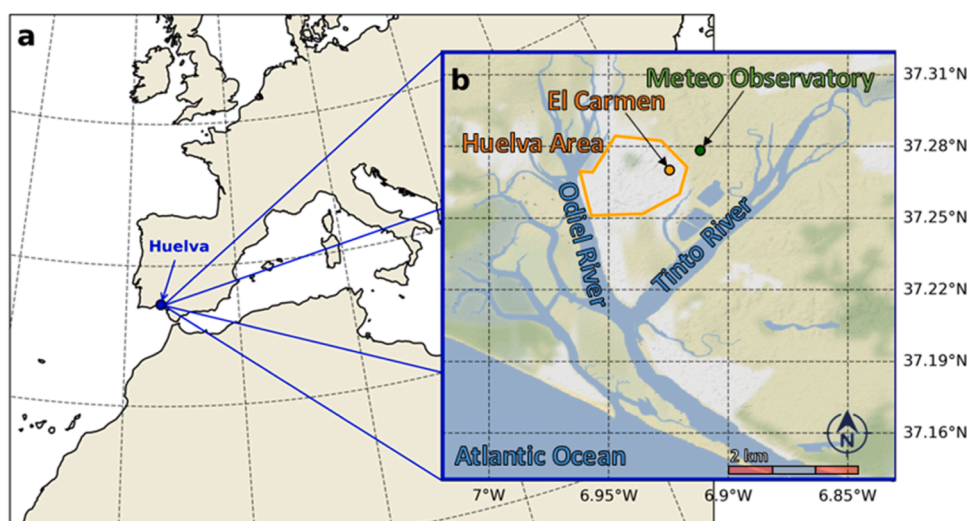 a
Huelva
b
Meteo Observatory
El Carmen
Huelva Area
Odiel River
Tinto River
Atlantic Ocean
2 km
N
37.31°N
37.28°N
37.25°N
37.22°N
37.19°N
37.16°N
7°W
6.95°W
6.9°W
6.85°W